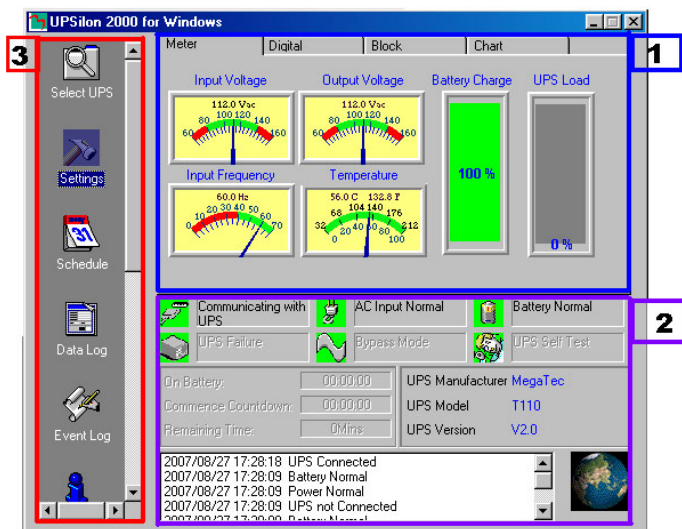 UPSilon 2000 for Windows
3
1
2
Select UPS
Settings
Schedule
31
Data Log
Event Log
Meter Digital Block Chart
Input Voltage Output Voltage Battery Charge UPS Load
112.0 Vac
60 80 100 120 140 160
112.0 Vac
60 80 100 120 140 160
100 %
0 %
Input Frequency Temperature
60.0 Hz
0 10 20 30 40 50 60 70
56.0 C 132.8 F
32 68 104 140 176 212
0 20 40 60 80 100
Communicating with UPS
AC Input Normal
Battery Normal
UPS Failure
Bypass Mode
UPS Self Test
On Battery: 00:00:00
Commence Countdown: 00:00:00
Remaining Time: 0Mins
UPS Manufacturer MegaTec
UPS Model T110
UPS Version V2.0
2007/08/27 17:28:18 UPS Connected
2007/08/27 17:28:09 Battery Normal
2007/08/27 17:28:09 Power Normal
2007/08/27 17:28:09 UPS not Connected